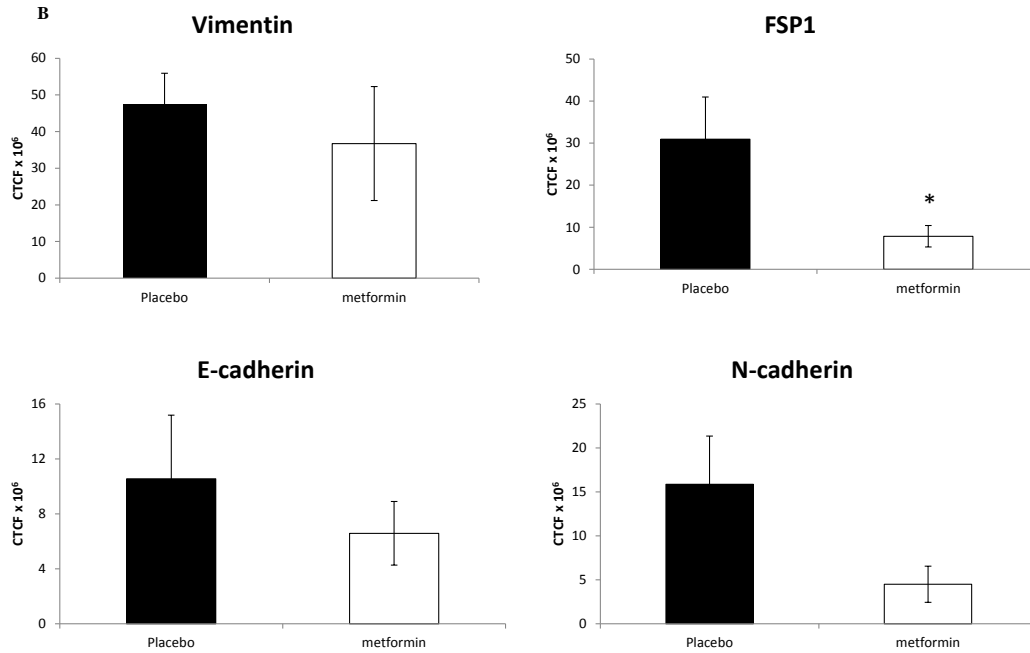 B
Vimentin
60
50
40
30
20
10
0
CTCF x 10⁶
Placebo
metformin
FSP1
50
40
30
20
10
0
CTCF x 10⁶
*
Placebo
metformin
E-cadherin
16
12
8
4
0
CTCF x 10⁶
Placebo
metformin
N-cadherin
25
20
15
10
5
0
CTCF x 10⁶
Placebo
metformin